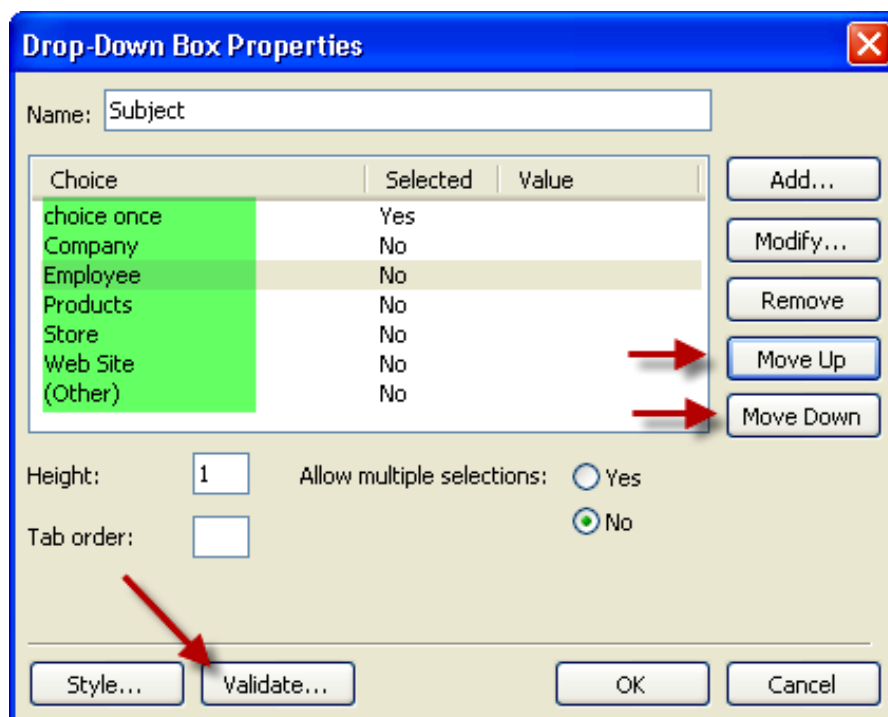 Drop-Down Box Properties
Name: Subject
Choice Selected Value Add...
choice once Yes
Company No Modify...
Employee No
Products No Remove
Store No
Web Site No Move Up
(Other) No
Move Down
Height: 1 Allow multiple selections: Yes
No
Tab order:
Style... Validate... OK Cancel